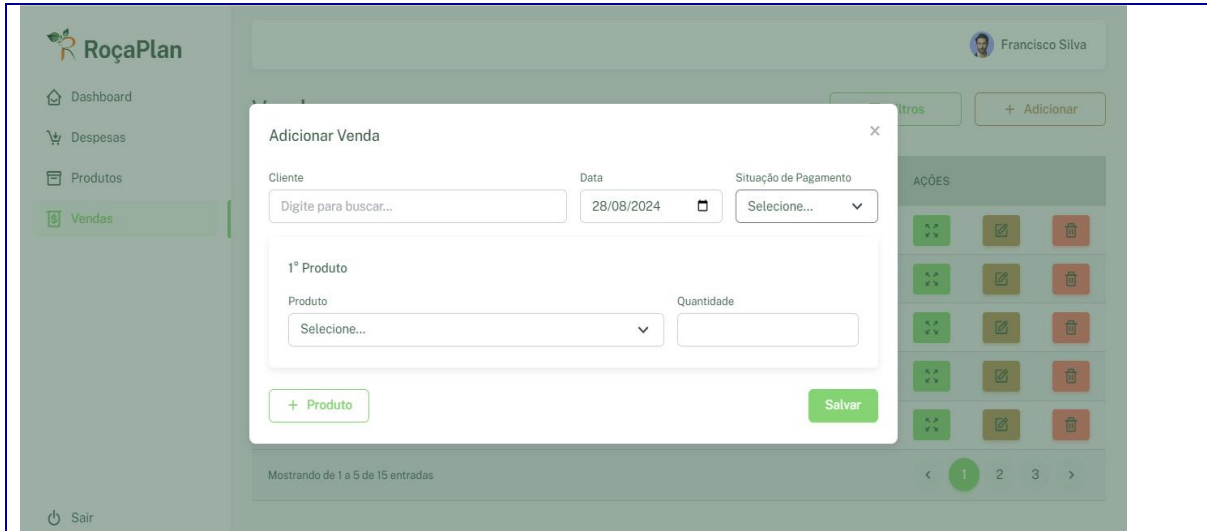 RoçaPlan
Francisco Silva
Dashboard
Despesas
Produtos
Vendas
+ Adicionar
Adicionar Venda
×
Cliente
Data
Situação de Pagamento
Digite para buscar...
28/08/2024
Selecione...
AÇÕES
1° Produto
Produto
Quantidade
Selecione...
+ Produto
Salvar
Mostrando de 1 a 5 de 15 entradas
1 2 3
Sair